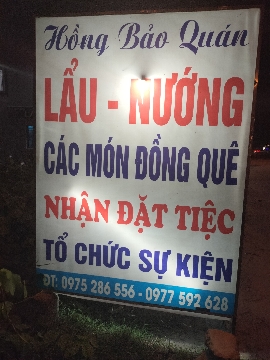 Hồng Bảo Quán
LẨU - NƯỚNG
CÁC MÓN ĐỒNG QUÊ
NHẬN ĐẶT TIỆC
TỔ CHỨC SỰ KIỆN
ĐT: 0975 286 556 - 0977 592 628